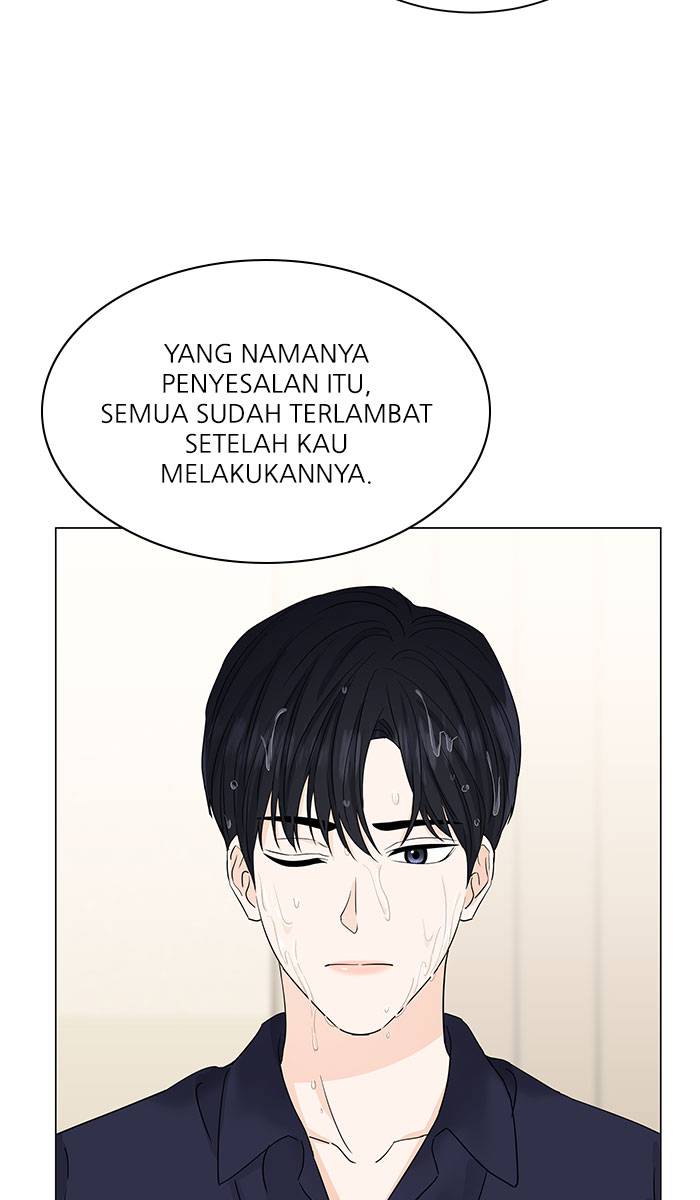 YANG NAMANYA
PENYESALAN ITU,
SEMUA SUDAH TERLAMBAT
SETELAH KAU
MELAKUKANNYA.